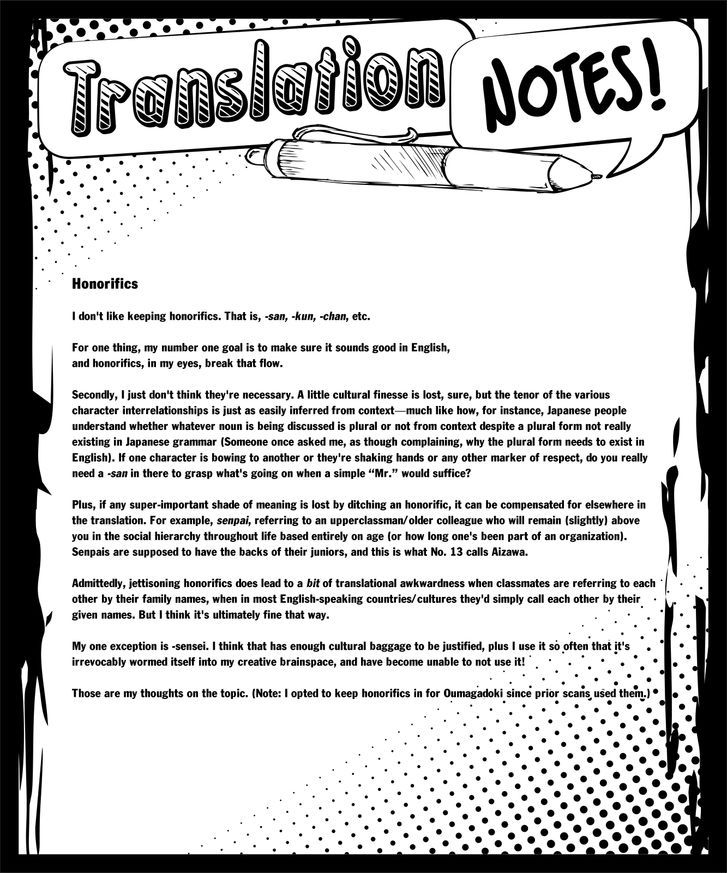 Translation NOTES!
Honorifics
I don't like keeping honorifics. That is, -san, -kun, -chan, etc.
For one thing, my number one goal is to make sure it sounds good in English,
and honorifics, in my eyes, break that flow.
Secondly, I just don't think they're necessary. A little cultural finesse is lost, sure, but the tenor of the various
character interrelationships is just as easily inferred from context—much like how, for instance, Japanese people
understand whether whatever noun is being discussed is plural or not from context despite a plural form not really
existing in Japanese grammar (Someone once asked me, as though complaining, why the plural form needs to exist in
English). If one character is bowing to another or they're shaking hands or any other marker of respect, do you really
need a -san in there to grasp what's going on when a simple “Mr.” would suffice?
Plus, if any super-important shade of meaning is lost by ditching an honorific, it can be compensated for elsewhere in
the translation. For example, senpai, referring to an upperclassman/older colleague who will remain (slightly) above
you in the social hierarchy throughout life based entirely on age (or how long one's been part of an organization).
Senpais are supposed to have the backs of their juniors, and this is what No. 13 calls Aizawa.
Admittedly, jettisoning honorifics does lead to a bit of translational awkwardness when classmates are referring to each
other by their family names, when in most English-speaking countries/cultures they'd simply call each other by their
given names. But I think it's ultimately fine that way.
My one exception is -sensei. I think that has enough cultural baggage to be justified, plus I use it so often that it's
irrevocably wormed itself into my creative brainspace, and have become unable to not use it!
Those are my thoughts on the topic. (Note: I opted to keep honorifics in for Oumagadoki since prior scans used them.)